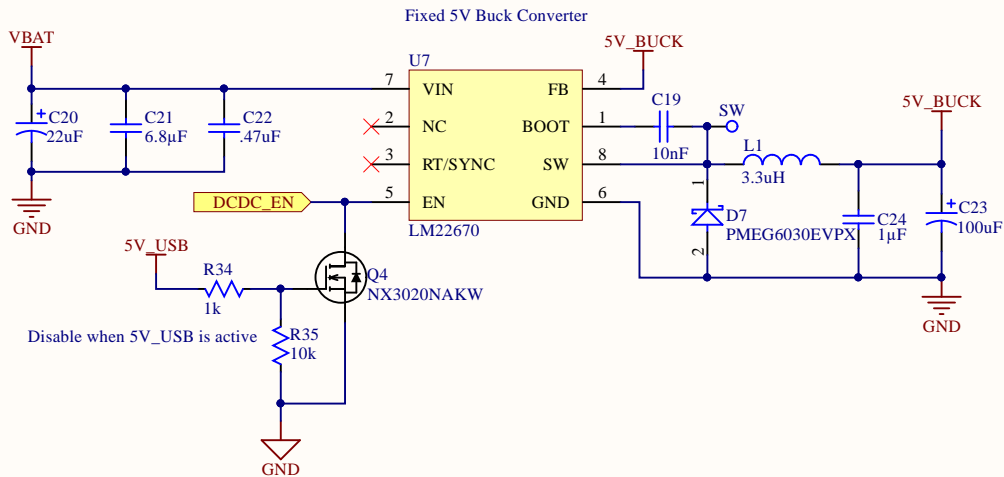 Fixed 5V Buck Converter
VBAT
U7
5V_BUCK
7 VIN FB 4
2 NC BOOT 1
3 RT/SYNC SW 8
5 EN GND 6
LM22670
C20
22uF
C21
6.8µF
C22
.47uF
GND
C19
10nF
SW
L1
3.3uH
5V_BUCK
1
D7
PMEG6030EVPX
2
C24
1µF
C23
100uF
GND
DCDC_EN
5V_USB
R34
1k
Q4
NX3020NAKW
Disable when 5V_USB is active
R35
10k
GND